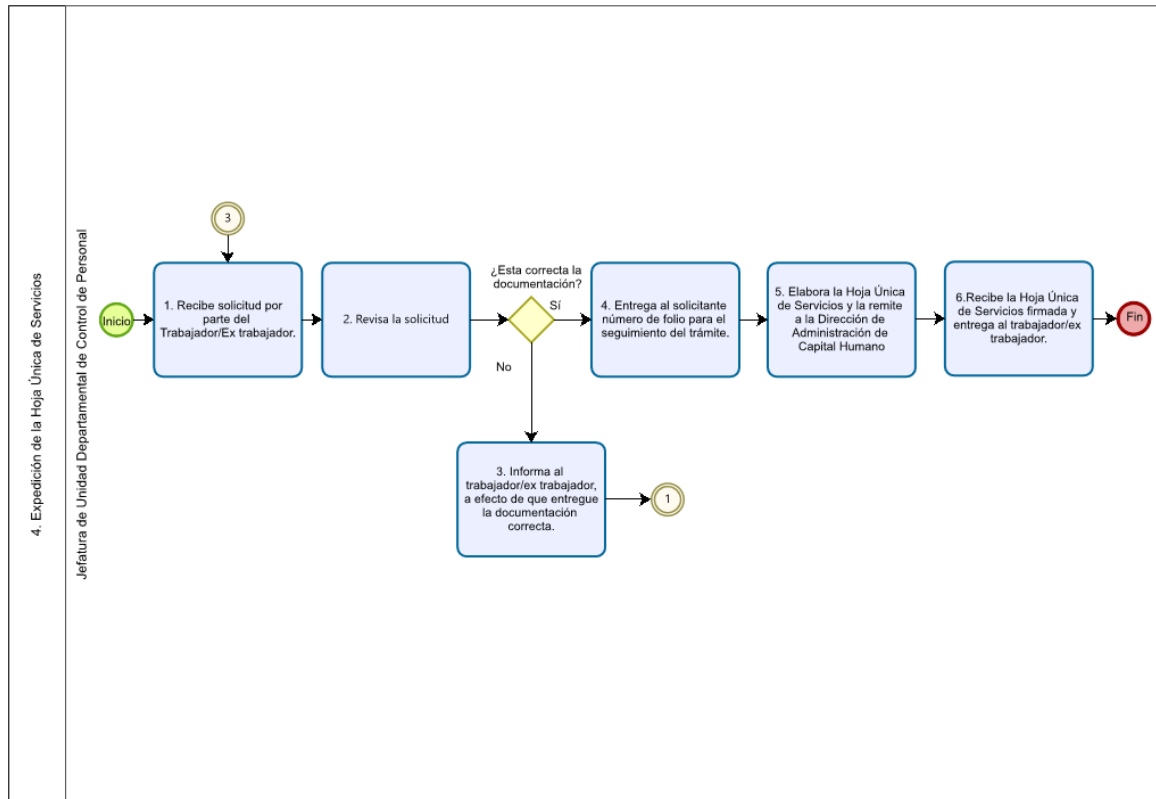 4. Expedición de la Hoja Única de Servicios
Jefatura de Unidad Departamental de Control de Personal
3
Inicio
1. Recibe solicitud por
parte del
Trabajador/Ex trabajador.
2. Revisa la solicitud
¿Esta correcta la
documentación?
Sí
No
4. Entrega al solicitante
número de folio para el
seguimiento del trámite.
5. Elabora la Hoja Única
de Servicios y la remite
a la Dirección de
Administración de
Capital Humano
6.Recibe la Hoja Única
de Servicios firmada y
entrega al trabajador/ex
trabajador.
Fin
3. Informa al
trabajador/ex trabajador,
a efecto de que entregue
la documentación
correcta.
1